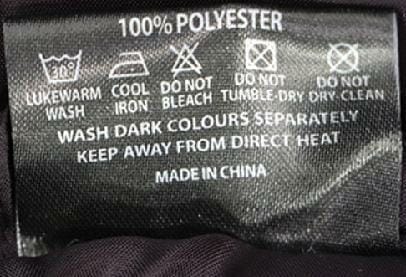 100% POLYESTER
30°
LUKEWARM WASH
COOL IRON
DO NOT BLEACH
DO NOT TUMBLE-DRY
DO NOT DRY CLEAN
WASH DARK COLOURS SEPARATELY
KEEP AWAY FROM DIRECT HEAT
MADE IN CHINA